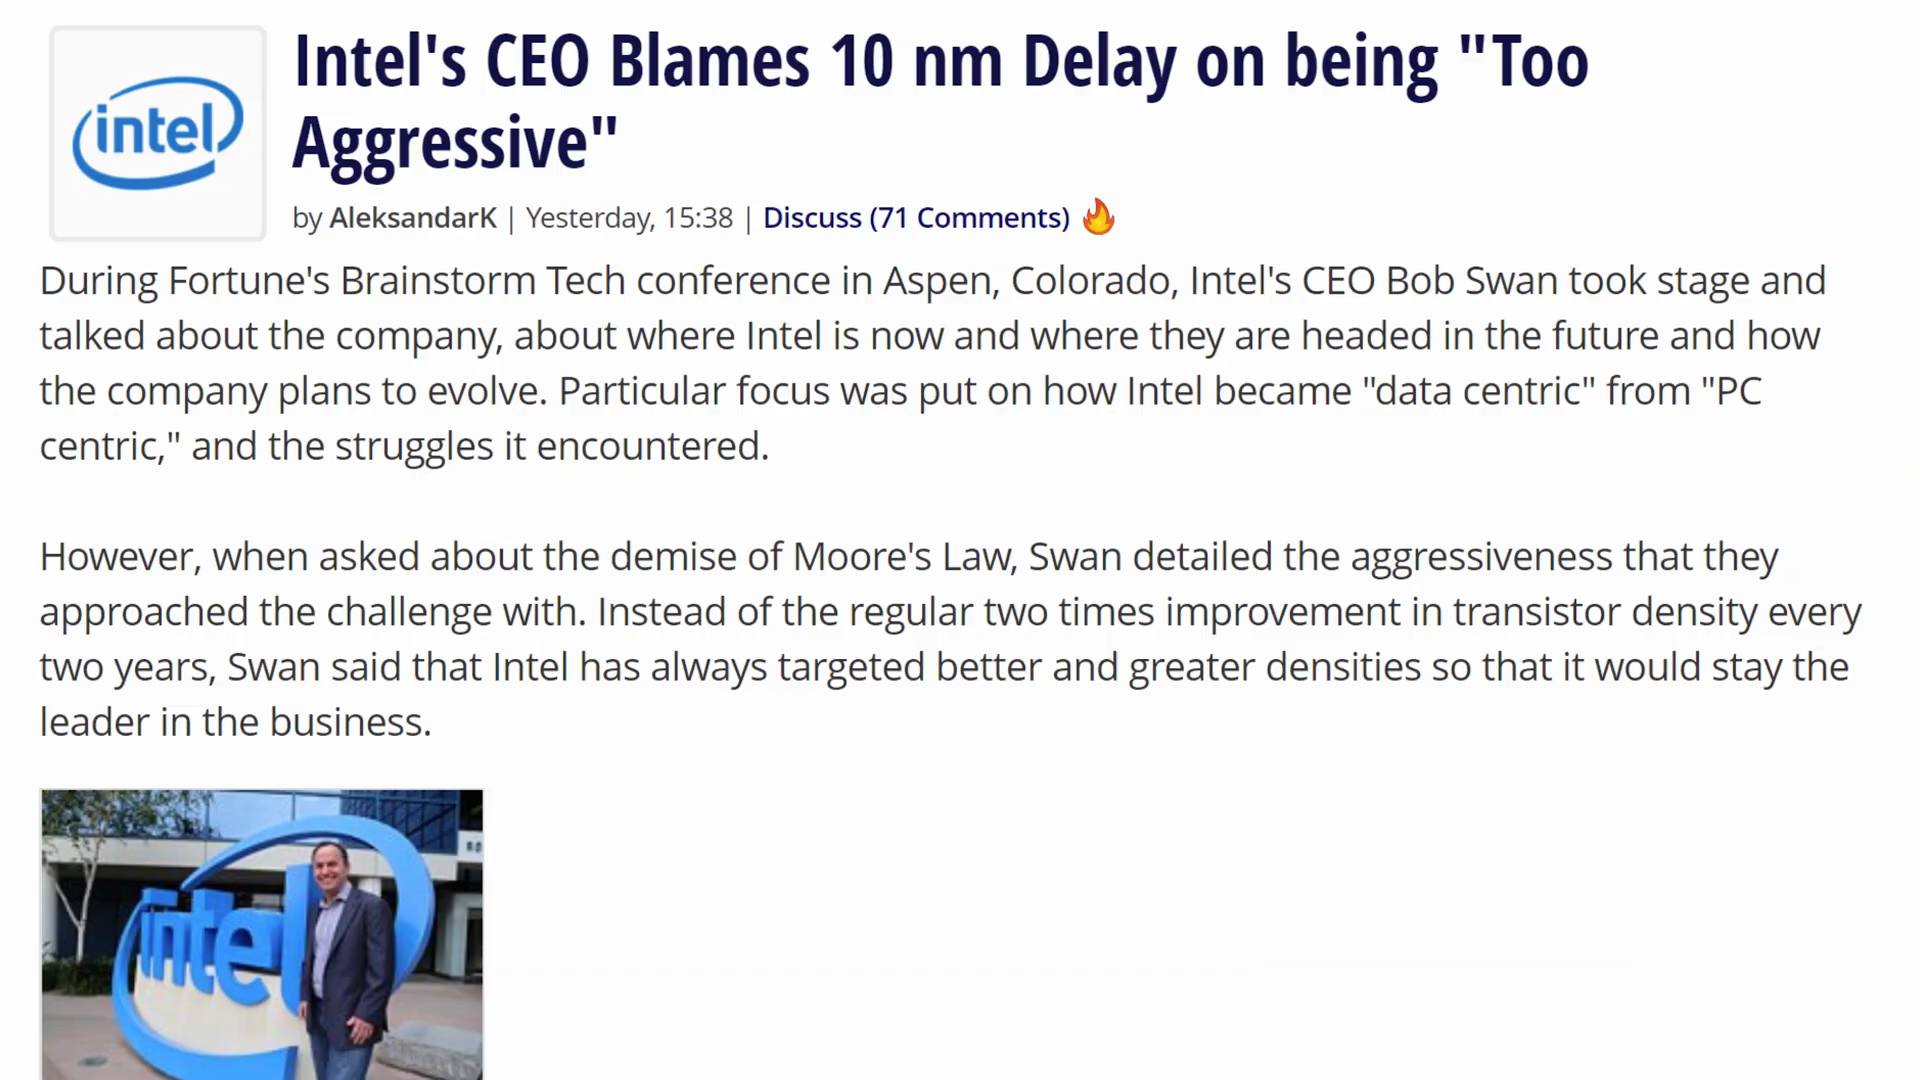 intel
Intel's CEO Blames 10 nm Delay on being "Too
Aggressive"
by AleksandarK | Yesterday, 15:38 | Discuss (71 Comments)
During Fortune's Brainstorm Tech conference in Aspen, Colorado, Intel's CEO Bob Swan took stage and
talked about the company, about where Intel is now and where they are headed in the future and how
the company plans to evolve. Particular focus was put on how Intel became "data centric" from "PC
centric," and the struggles it encountered.
However, when asked about the demise of Moore's Law, Swan detailed the aggressiveness that they
approached the challenge with. Instead of the regular two times improvement in transistor density every
two years, Swan said that Intel has always targeted better and greater densities so that it would stay the
leader in the business.
intel